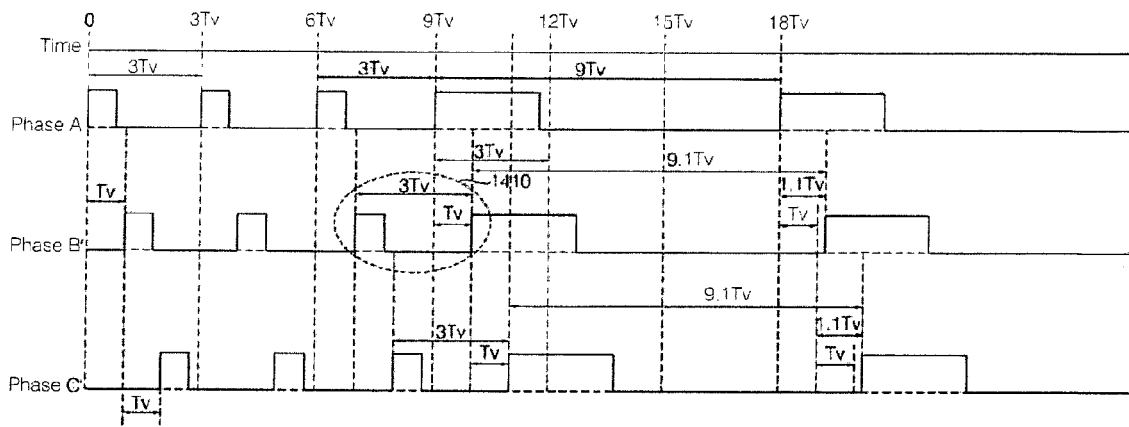 0 3Tv 6Tv 9Tv 12Tv 15Tv 18Tv
Time
3Tv 3Tv 9Tv
Phase A
3Tv 9.1Tv
1410
3Tv 1.1Tv
Tv Tv Tv
Phase B'
9.1Tv
3Tv 1.1Tv
Tv Tv
Phase C'
Tv